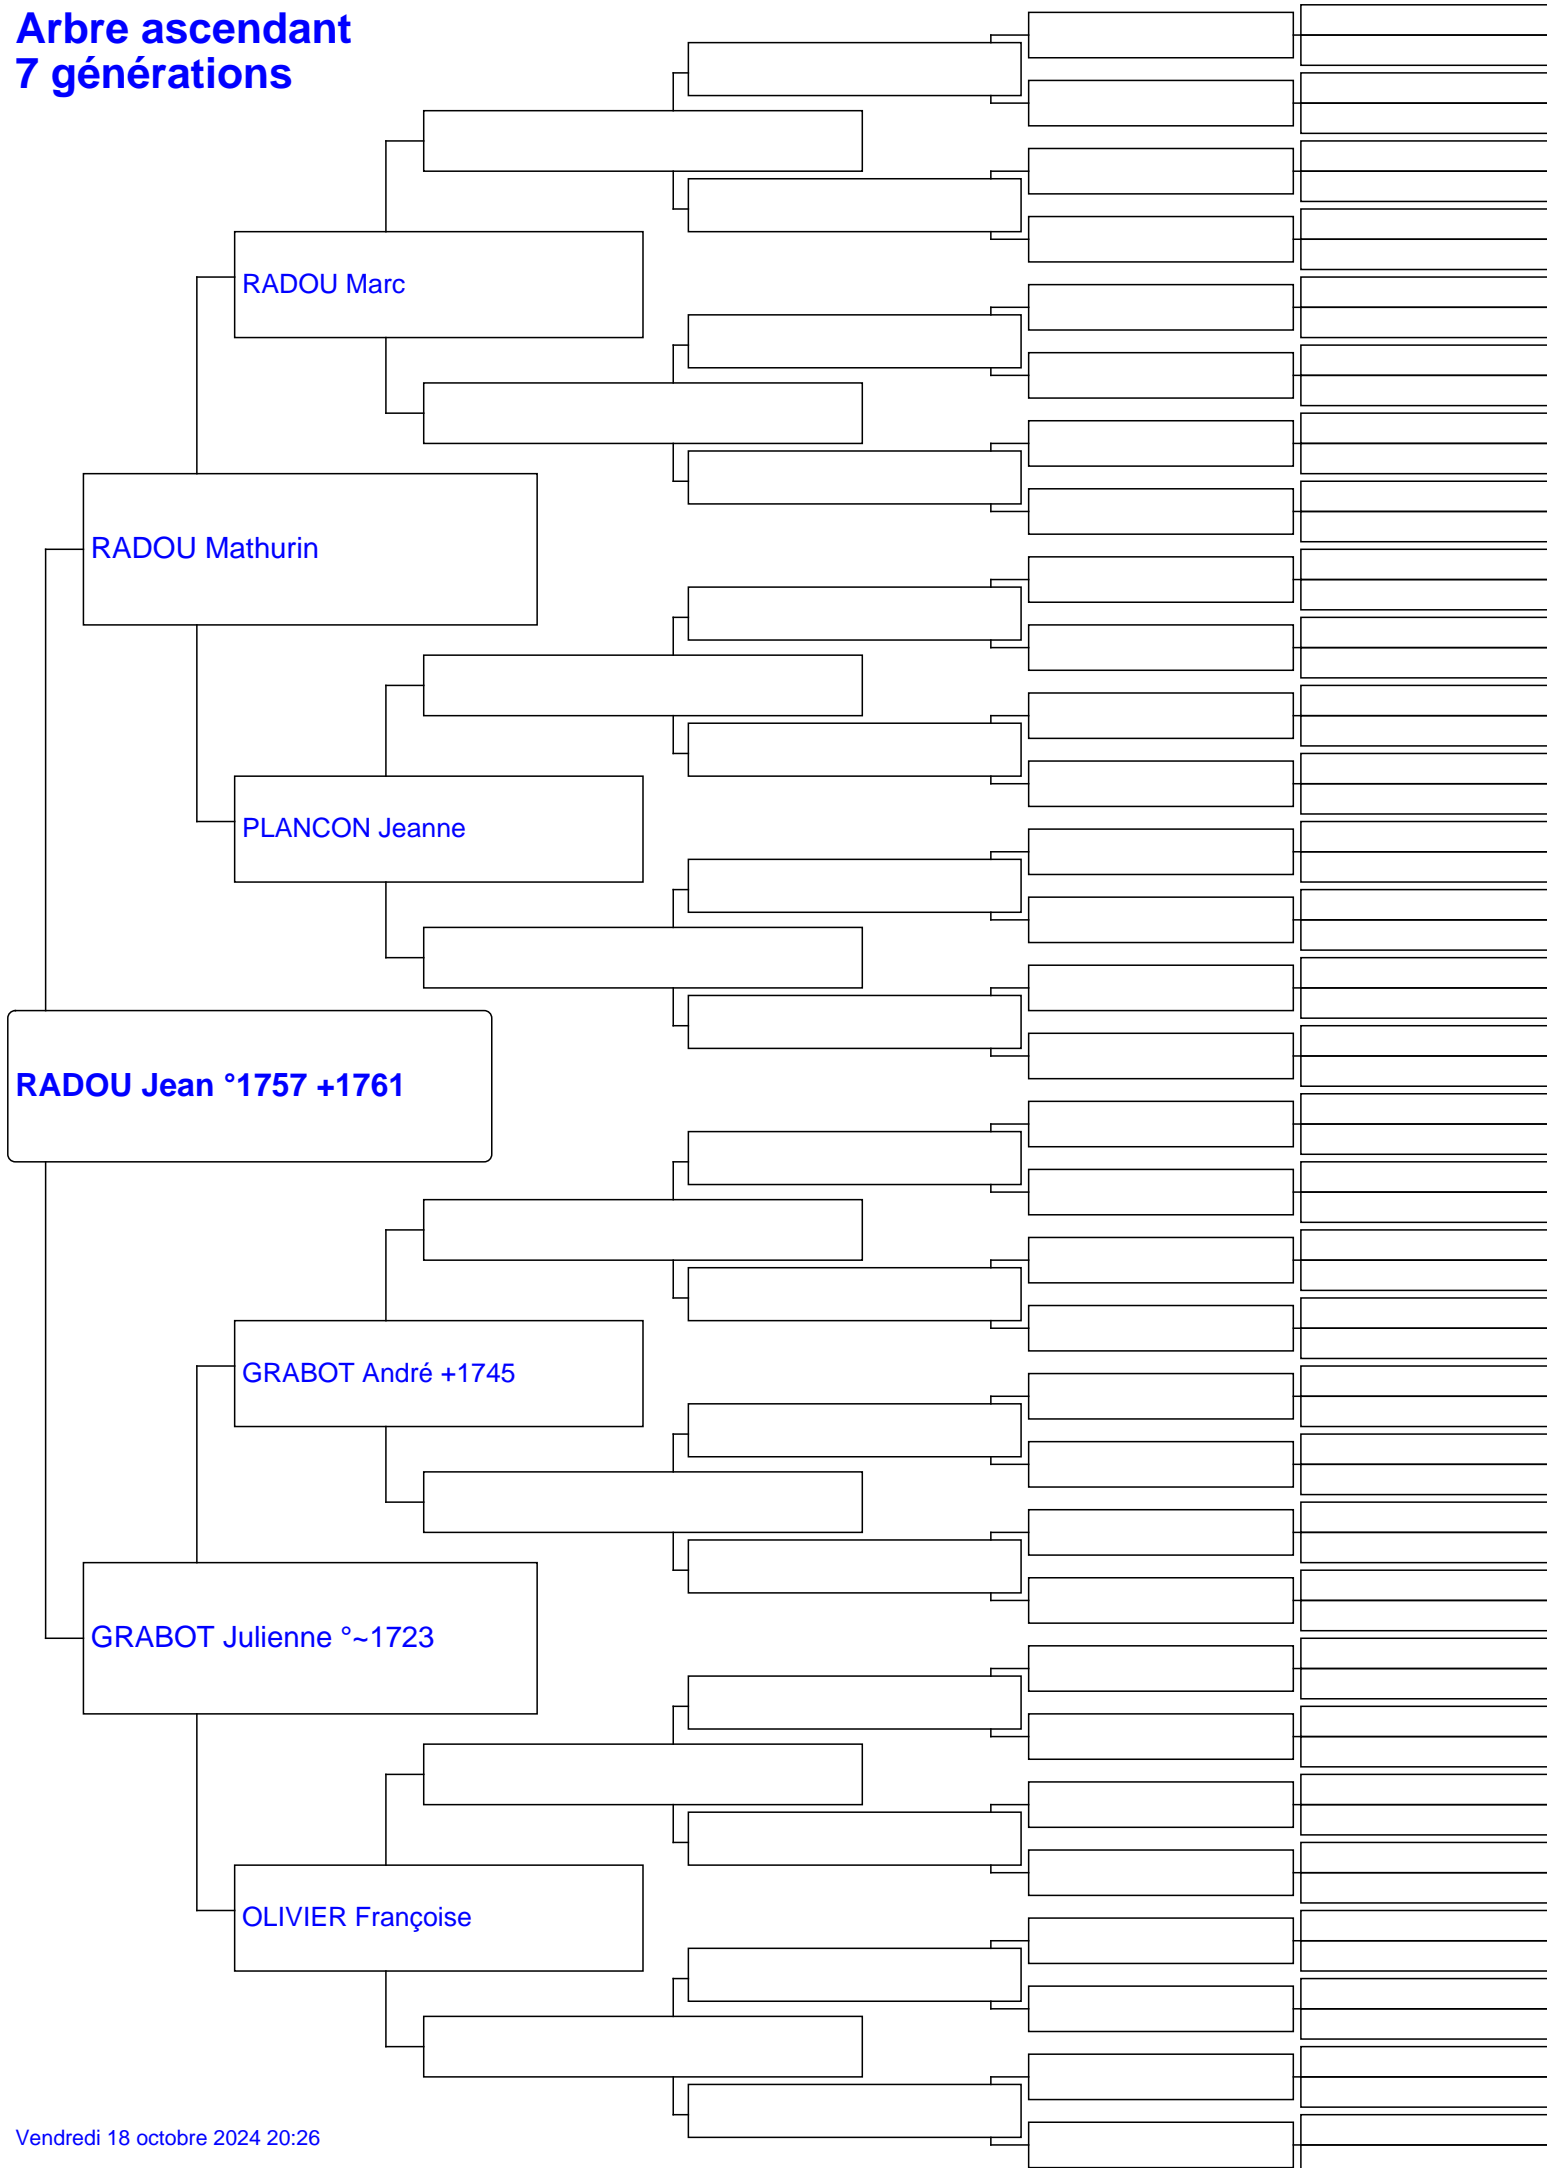 Arbre ascendant
7 générations
RADOU Marc
RADOU Mathurin
PLANCON Jeanne
RADOU Jean °1757 +1761
GRABOT André +1745
GRABOT Julienne °~1723
OLIVIER Françoise
Vendredi 18 octobre 2024 20:26